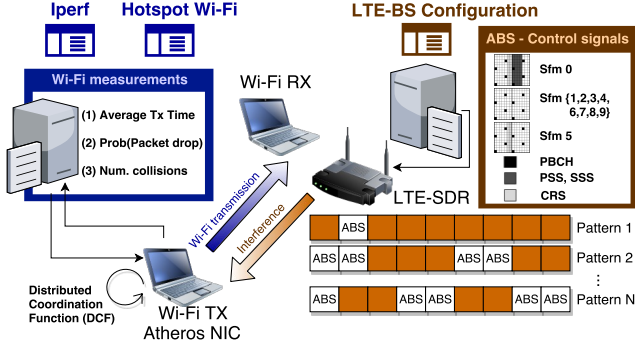 Iperf
Hotspot Wi-Fi
LTE-BS Configuration
Wi-Fi measurements
(1) Average Tx Time
(2) Prob(Packet drop)
(3) Num. collisions
Wi-Fi RX
ABS - Control signals
Sfm 0
Sfm {1,2,3,4,
6,7,8,9}
Sfm 5
PBCH
PSS, SSS
CRS
LTE-SDR
Wi-Fi transmission
Interference
Distributed
Coordination
Function (DCF)
Wi-Fi TX
Atheros NIC
ABS Pattern 1
ABS ABS ABS ABS Pattern 2
⋮
ABS ABS ABS ABS ABS Pattern N